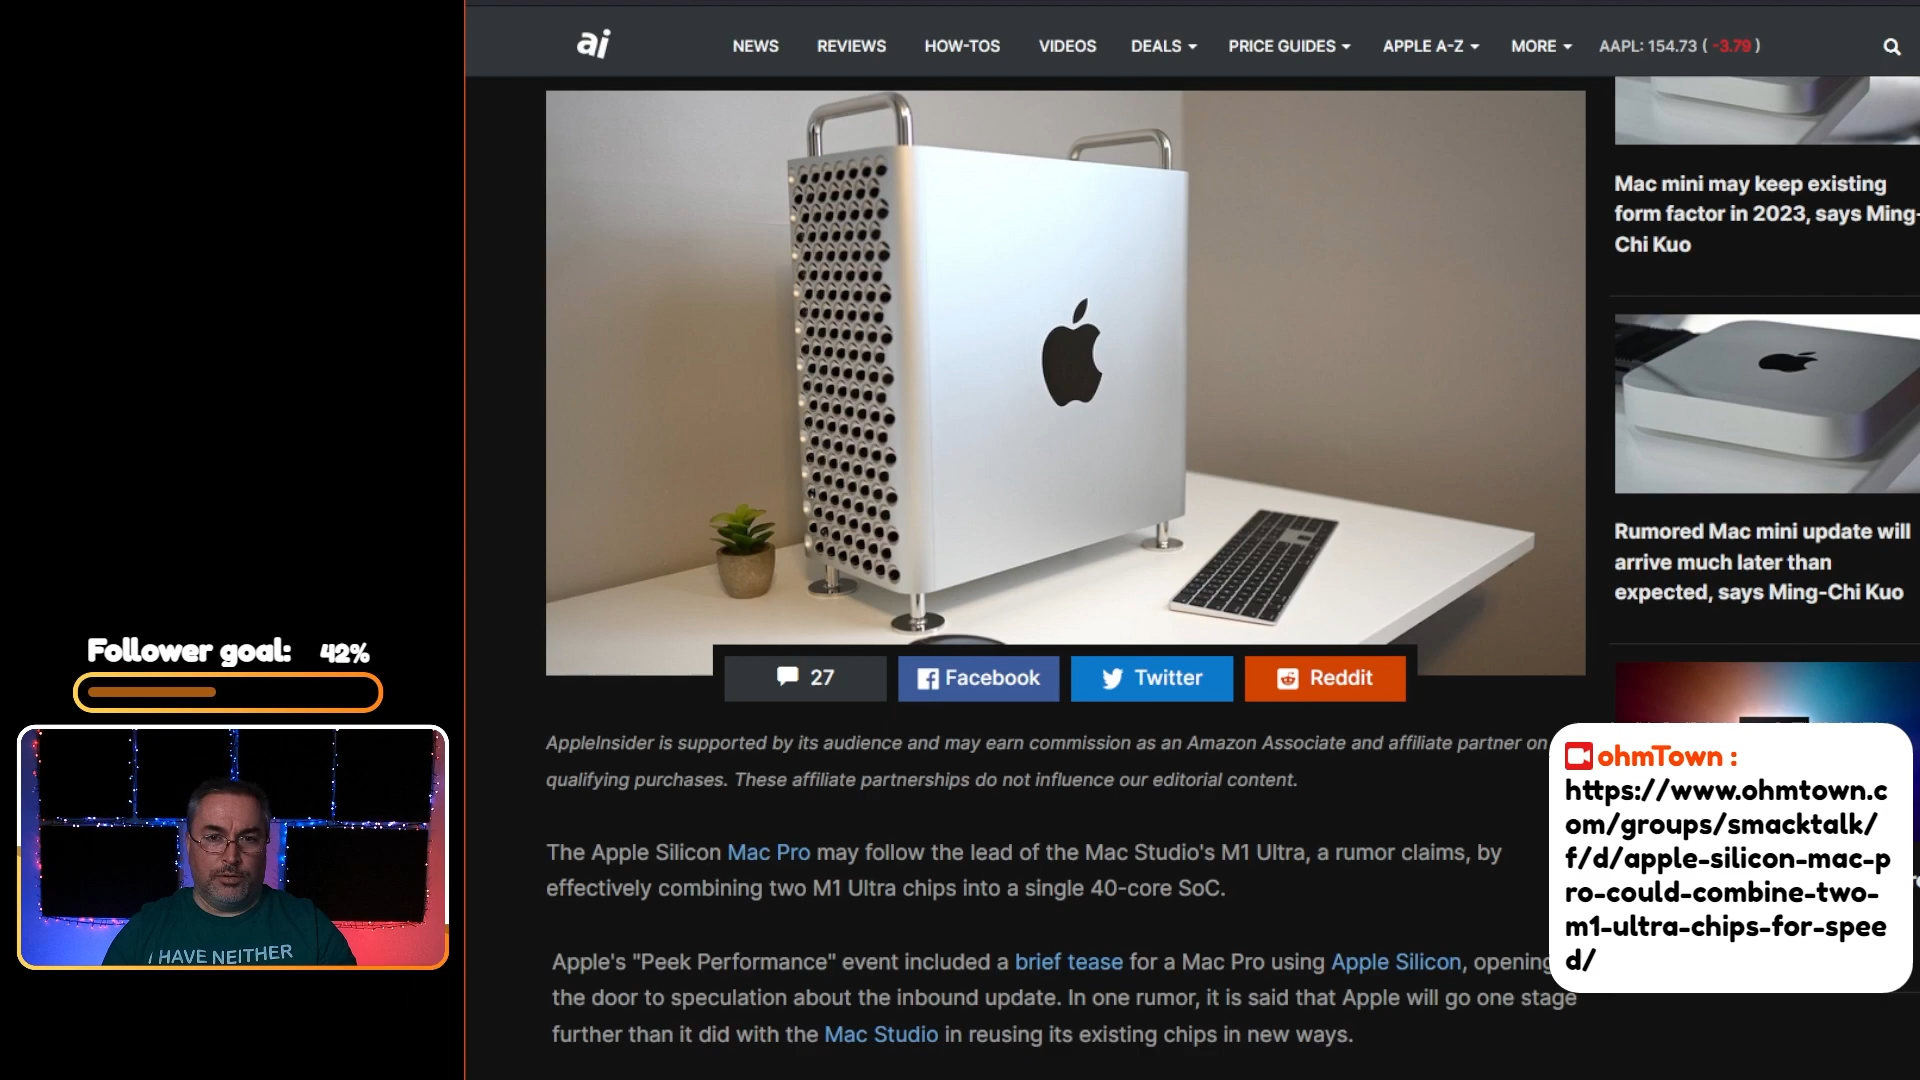 ai
NEWS
REVIEWS
HOW-TOS
VIDEOS
DEALS
PRICE GUIDES
APPLE A-Z
MORE
AAPL: 154.73 ( -3.79 )
Mac mini may keep existing
form factor in 2023, says Ming-
Chi Kuo
Rumored Mac mini update will
arrive much later than
expected, says Ming-Chi Kuo
27
Facebook
Twitter
Reddit
AppleInsider is supported by its audience and may earn commission as an Amazon Associate and affiliate partner on
qualifying purchases. These affiliate partnerships do not influence our editorial content.
The Apple Silicon Mac Pro may follow the lead of the Mac Studio's M1 Ultra, a rumor claims, by
effectively combining two M1 Ultra chips into a single 40-core SoC.
Apple's "Peek Performance" event included a brief tease for a Mac Pro using Apple Silicon, opening
the door to speculation about the inbound update. In one rumor, it is said that Apple will go one stage
further than it did with the Mac Studio in reusing its existing chips in new ways.
Follower goal: 42%
I HAVE NEITHER
ohmTown :
https://www.ohmtown.c
om/groups/smacktalk/
f/d/apple-silicon-mac-p
ro-could-combine-two-
m1-ultra-chips-for-spee
d/